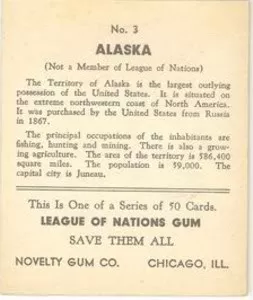 No. 3
ALASKA
(Not a Member of League of Nations)
The Territory of Alaska is the largest outlying
possession of the United States. It is situated on
the extreme northwestern coast of North America.
It was purchased by the United States from Russia
in 1867.
The principal occupations of the inhabitants are
fishing, hunting and mining. There is also a grow-
ing agriculture. The area of the territory is 586,400
square miles. The population is 59,000. The
capital city is Juneau.
This Is One of a Series of 50 Cards.
LEAGUE OF NATIONS GUM
SAVE THEM ALL
NOVELTY GUM CO. CHICAGO, ILL.